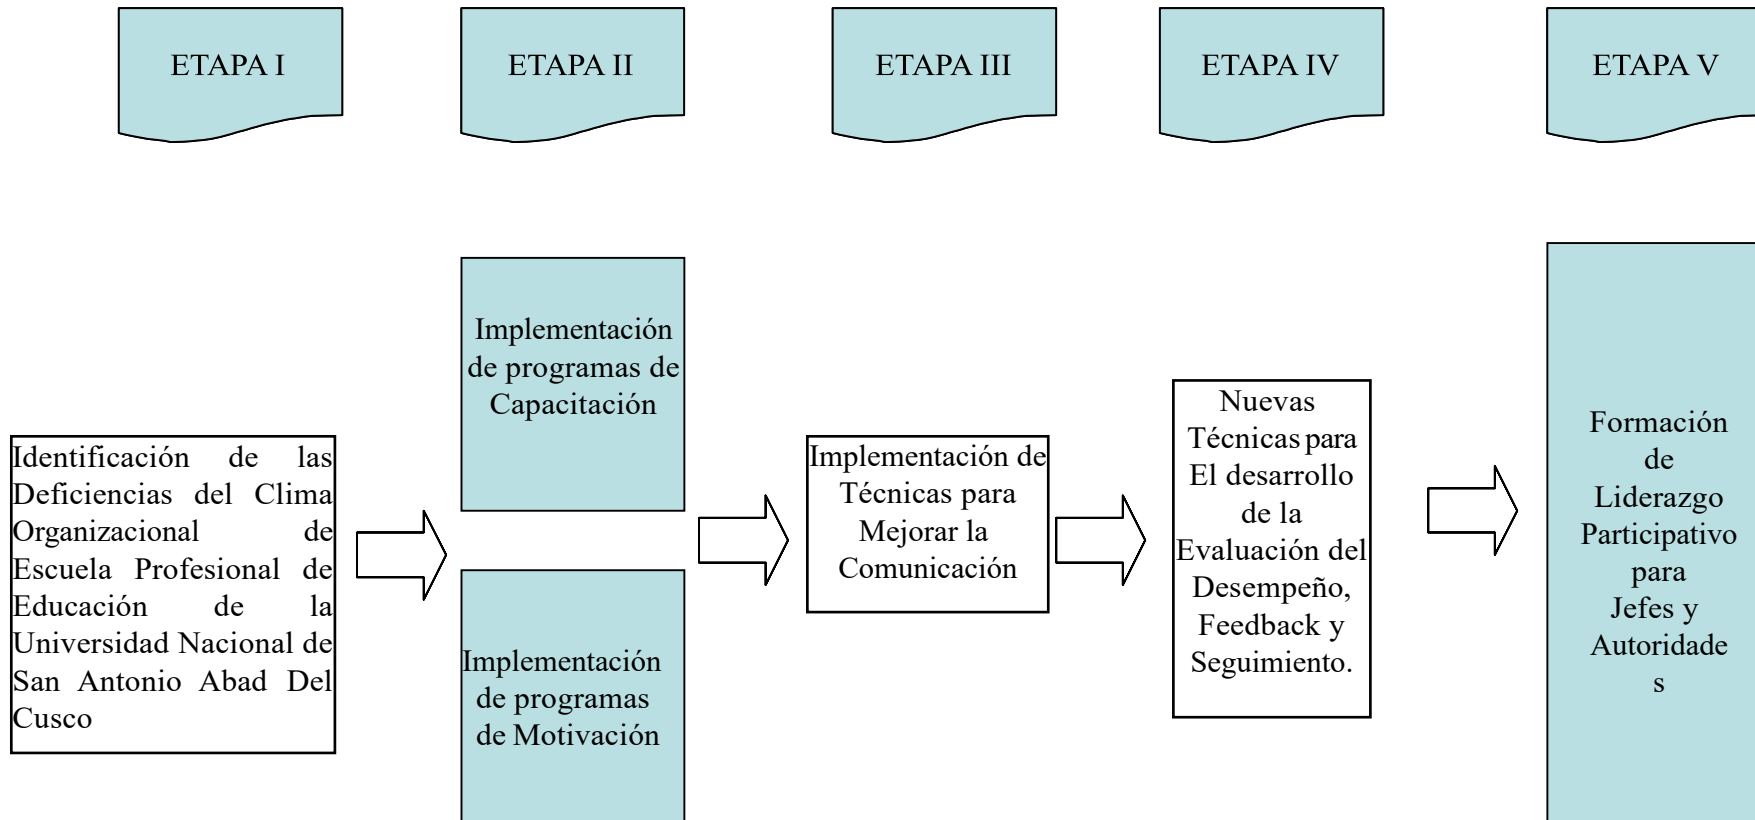 ETAPA I
ETAPA II
ETAPA III
ETAPA IV
ETAPA V
Identificación de las
Deficiencias del Clima
Organizacional de
Escuela Profesional de
Educación de la
Universidad Nacional de
San Antonio Abad Del
Cusco
Implementación
de programas de
Capacitación
Implementación
de programas
de Motivación
Implementación de
Técnicas para
Mejorar la
Comunicación
Nuevas
Técnicas para
El desarrollo
de la
Evaluación del
Desempeño,
Feedback y
Seguimiento.
Formación
de
Liderazgo
Participativo
para
Jefes y
Autoridade
s